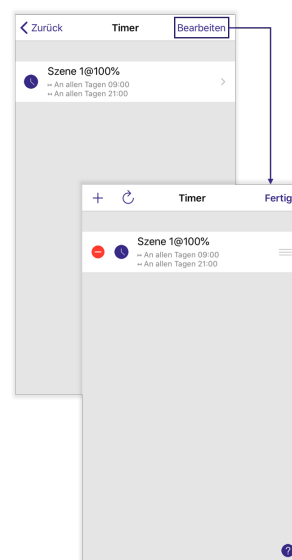 Zurück Timer Bearbeiten
Szene 1@100%
An allen Tagen 09:00
An allen Tagen 21:00
+ Timer Fertig
Szene 1@100%
An allen Tagen 09:00
An allen Tagen 21:00
?